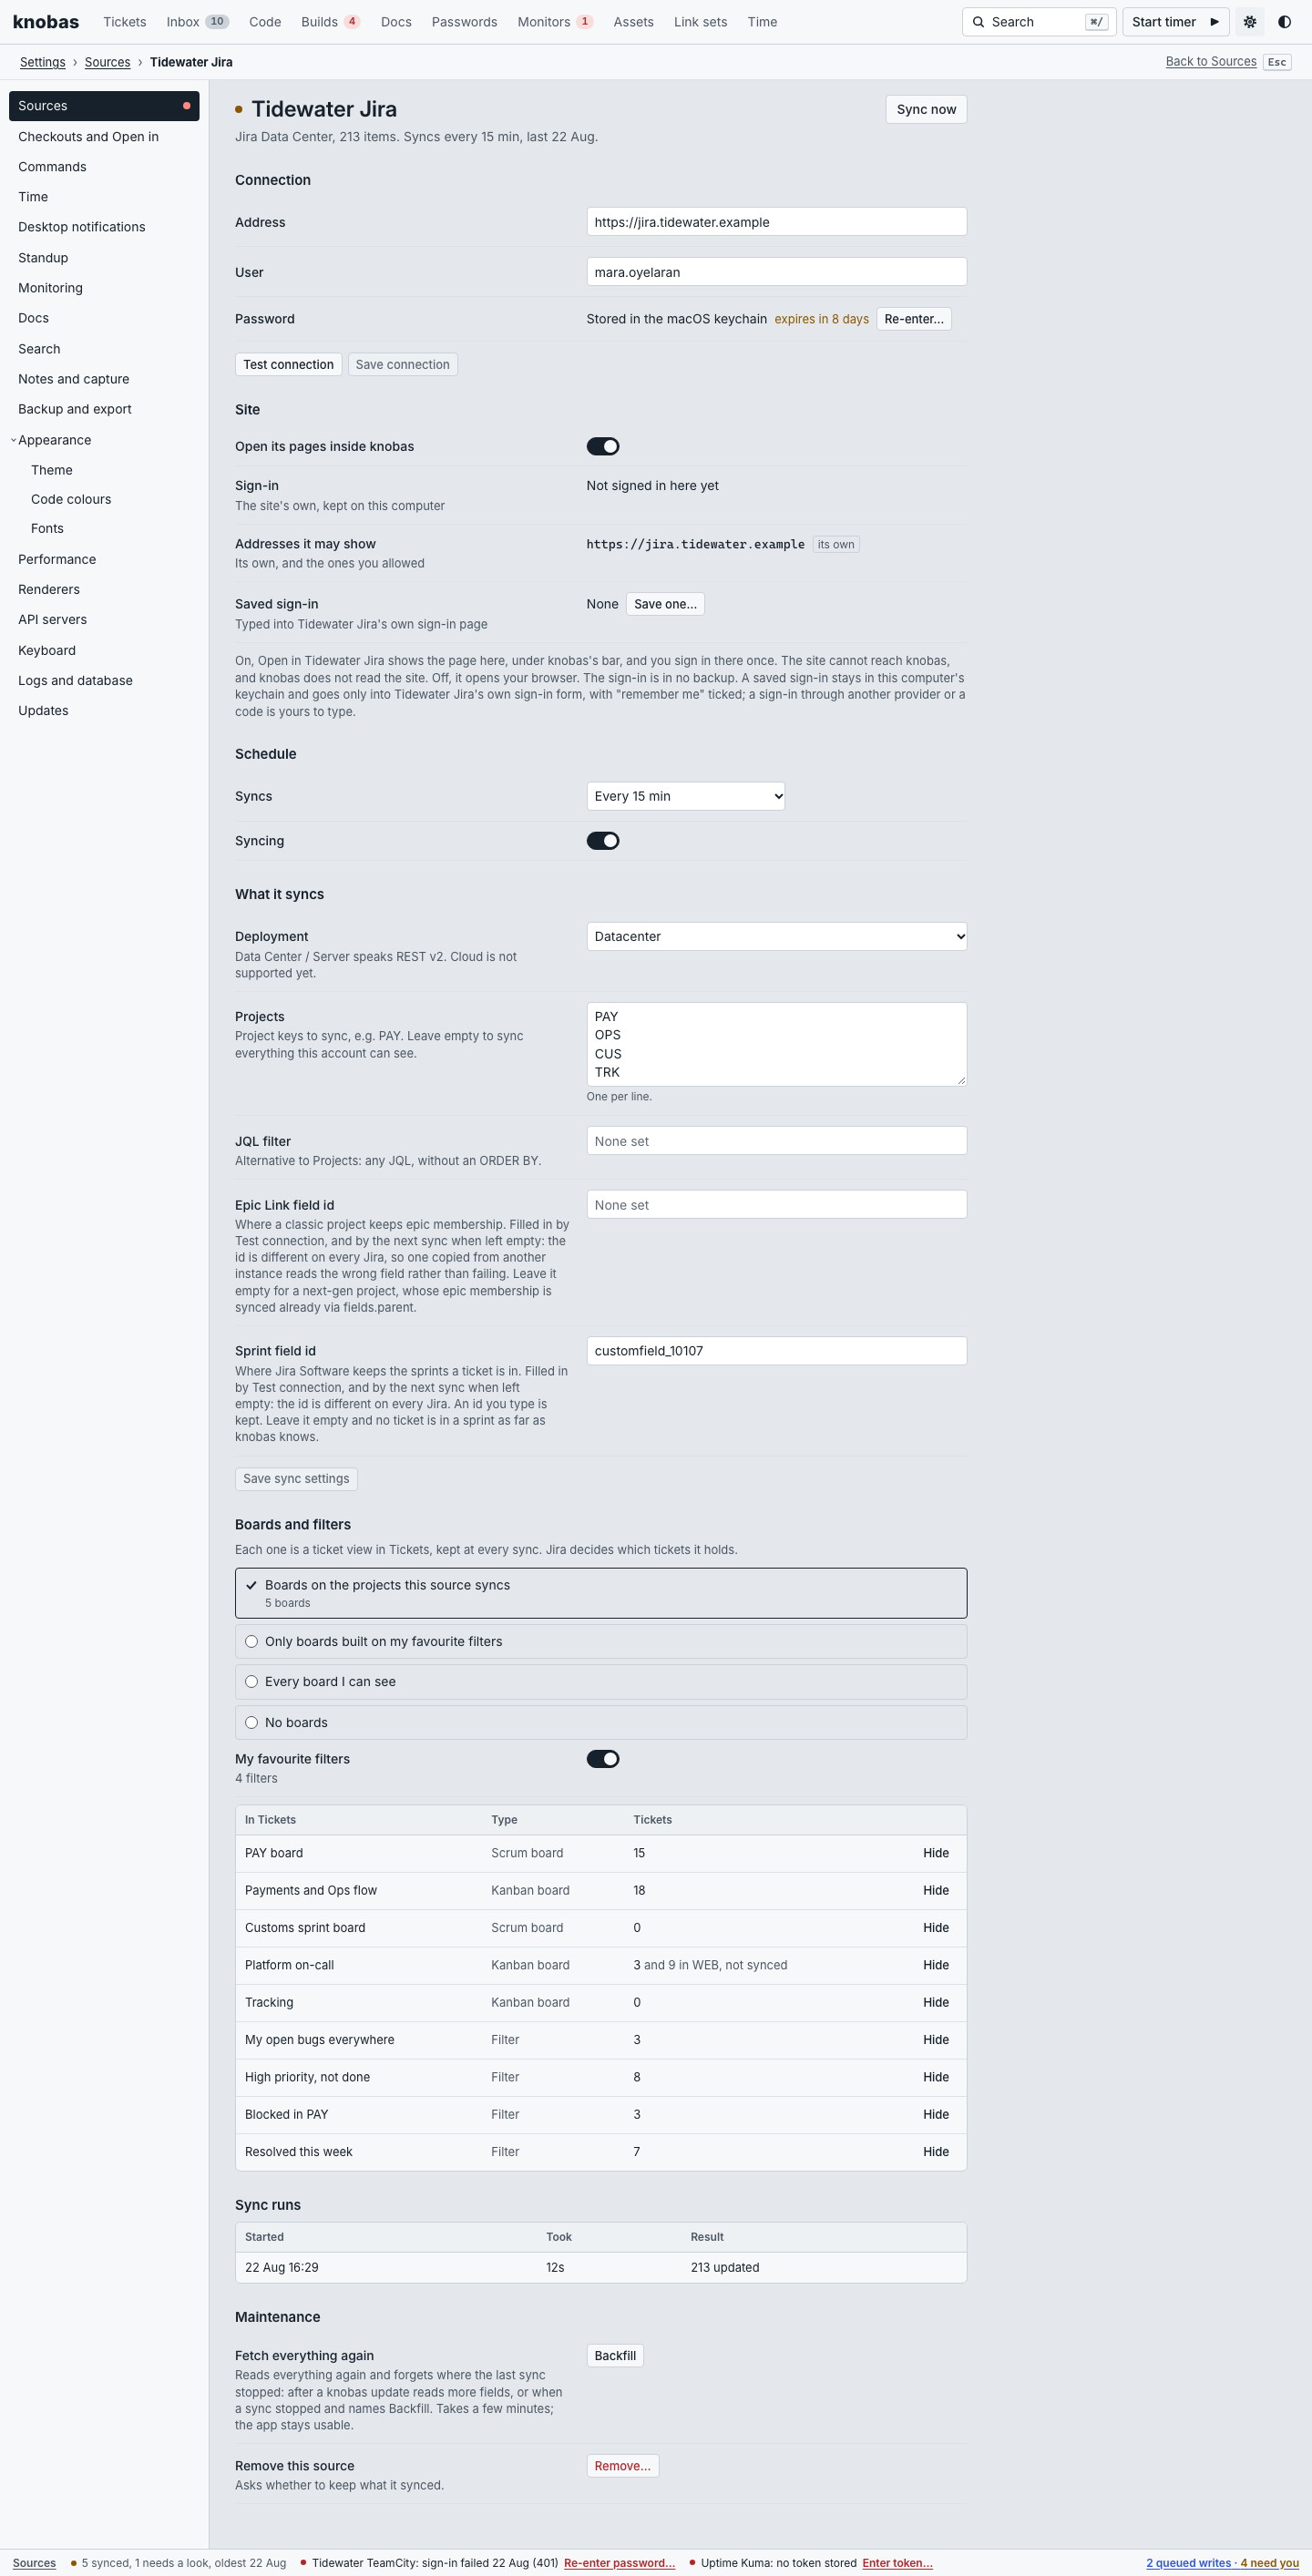 knobas Tickets Inbox 10 Code Builds 4 Docs Passwords Monitors 1 Assets Link sets Time Search ⌘/ Start timer
Settings › Sources › Tidewater Jira Back to Sources Esc
Sources
Checkouts and Open in
Commands
Time
Desktop notifications
Standup
Monitoring
Docs
Search
Notes and capture
Backup and export
Appearance
Theme
Code colours
Fonts
Performance
Renderers
API servers
Keyboard
Logs and database
Updates
Tidewater Jira Sync now
Jira Data Center, 213 items. Syncs every 15 min, last 22 Aug.
Connection
Address https://jira.tidewater.example
User mara.oyelaran
Password Stored in the macOS keychain expires in 8 days Re-enter...
Test connection Save connection
Site
Open its pages inside knobas
Sign-in Not signed in here yet
The site's own, kept on this computer
Addresses it may show https://jira.tidewater.example its own
Its own, and the ones you allowed
Saved sign-in None Save one...
Typed into Tidewater Jira's own sign-in page
On, Open in Tidewater Jira shows the page here, under knobas's bar, and you sign in there once. The site cannot reach knobas,
and knobas does not read the site. Off, it opens your browser. The sign-in is in no backup. A saved sign-in stays in this computer's
keychain and goes only into Tidewater Jira's own sign-in form, with "remember me" ticked; a sign-in through another provider or a
code is yours to type.
Schedule
Syncs Every 15 min
Syncing
What it syncs
Deployment Datacenter
Data Center / Server speaks REST v2. Cloud is not
supported yet.
Projects
Project keys to sync, e.g. PAY. Leave empty to sync
everything this account can see.
PAY
OPS
CUS
TRK
One per line.
JQL filter None set
Alternative to Projects: any JQL, without an ORDER BY.
Epic Link field id None set
Where a classic project keeps epic membership. Filled in by
Test connection, and by the next sync when left empty: the
id is different on every Jira, so one copied from another
instance reads the wrong field rather than failing. Leave it
empty for a next-gen project, whose epic membership is
synced already via fields.parent.
Sprint field id customfield_10107
Where Jira Software keeps the sprints a ticket is in. Filled in
by Test connection, and by the next sync when left
empty: the id is different on every Jira. An id you type is
kept. Leave it empty and no ticket is in a sprint as far as
knobas knows.
Save sync settings
Boards and filters
Each one is a ticket view in Tickets, kept at every sync. Jira decides which tickets it holds.
Boards on the projects this source syncs
5 boards
Only boards built on my favourite filters
Every board I can see
No boards
My favourite filters
4 filters
In Tickets Type Tickets
PAY board Scrum board 15 Hide
Payments and Ops flow Kanban board 18 Hide
Customs sprint board Scrum board 0 Hide
Platform on-call Kanban board 3 and 9 in WEB, not synced Hide
Tracking Kanban board 0 Hide
My open bugs everywhere Filter 3 Hide
High priority, not done Filter 8 Hide
Blocked in PAY Filter 3 Hide
Resolved this week Filter 7 Hide
Sync runs
Started Took Result
22 Aug 16:29 12s 213 updated
Maintenance
Fetch everything again Backfill
Reads everything again and forgets where the last sync
stopped: after a knobas update reads more fields, or when
a sync stopped and names Backfill. Takes a few minutes;
the app stays usable.
Remove this source Remove...
Asks whether to keep what it synced.
Sources 5 synced, 1 needs a look, oldest 22 Aug Tidewater TeamCity: sign-in failed 22 Aug (401) Re-enter password... Uptime Kuma: no token stored Enter token... 2 queued writes · 4 need you